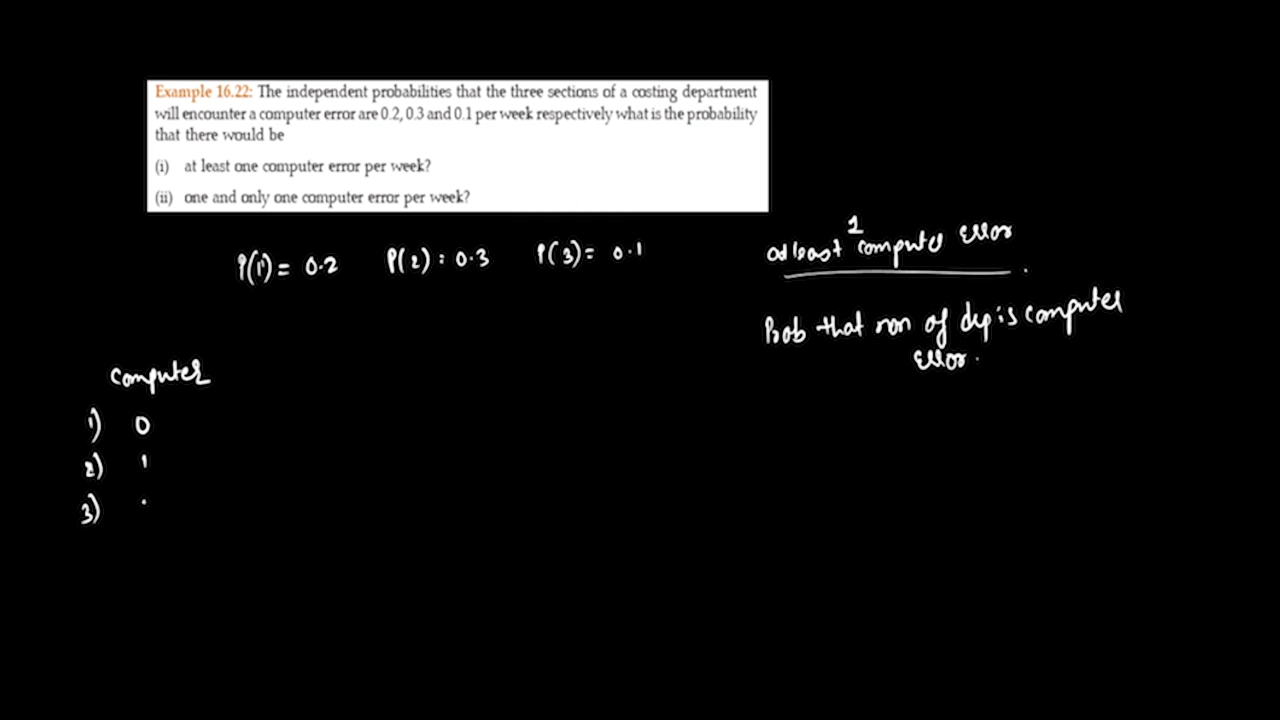 Example 16.22: The independent probabilities that the three sections of a costing department
will encounter a computer error are 0.2, 0.3 and 0.1 per week respectively what is the probability
that there would be
(i) at least one computer error per week?
(ii) one and only one computer error per week?
P(1) = 0.2 P(2) = 0.3 P(3) = 0.1
at least 1 computer error
Prob that non of dep is computer
error.
computer
1) 0
2) 1
3)